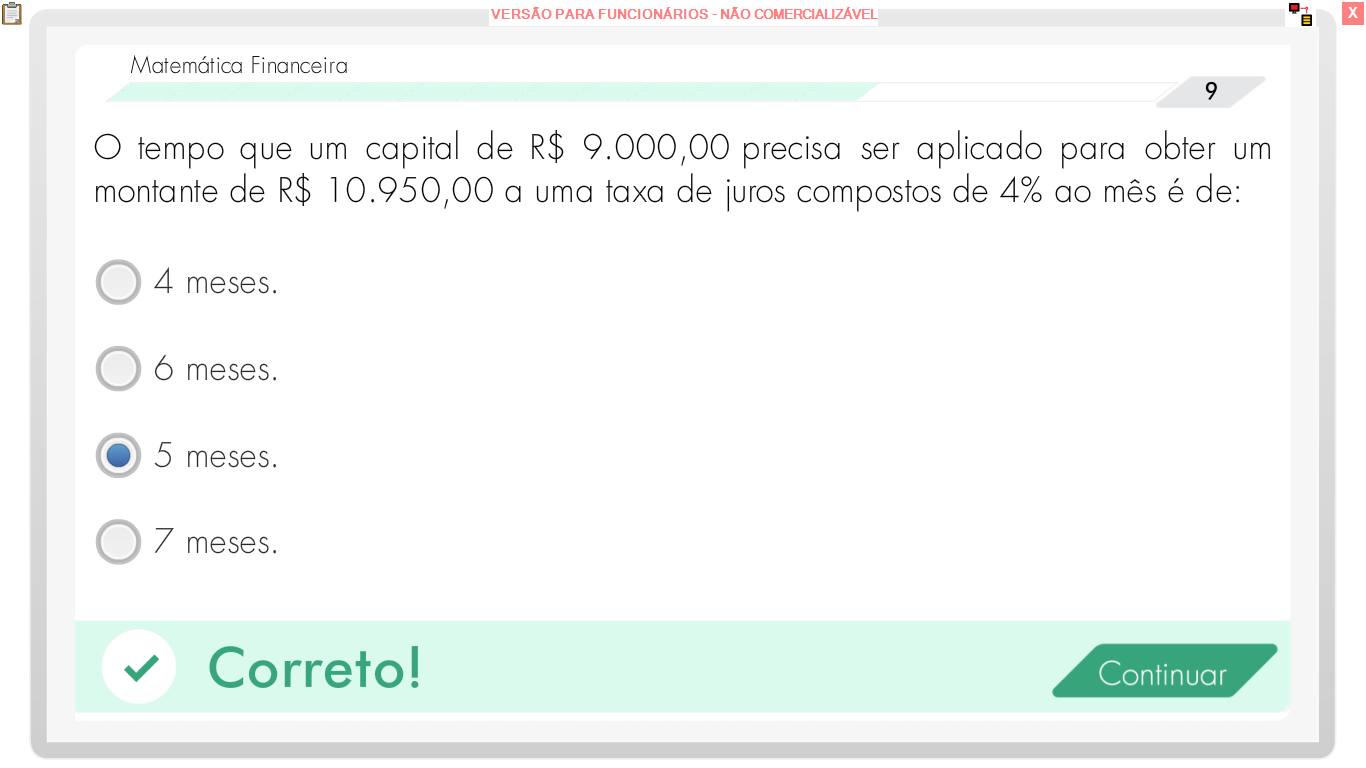 VERSÃO PARA FUNCIONÁRIOS - NÃO COMERCIALIZÁVEL
X
Matemática Financeira
9
O tempo que um capital de R$ 9.000,00 precisa ser aplicado para obter um
montante de R$ 10.950,00 a uma taxa de juros compostos de 4% ao mês é de:
4 meses.
6 meses.
5 meses.
7 meses.
Correto!
Continuar